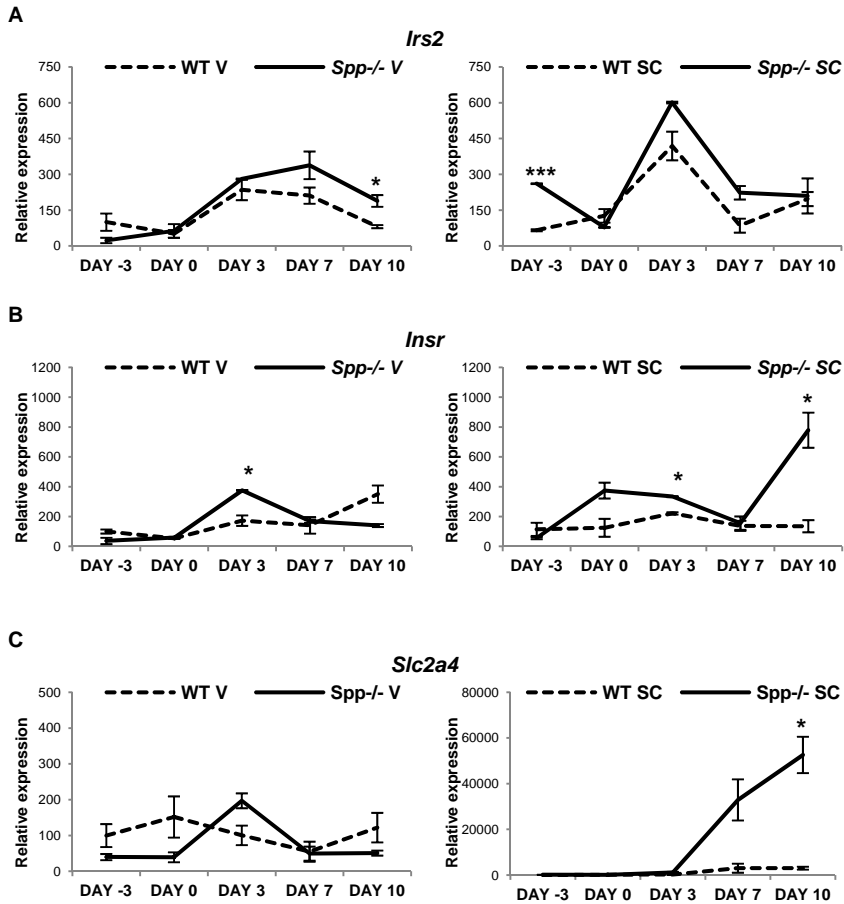 A
Irs2
WT V Spp-/- V
Relative expression
750
600
450
300
150
0
*
DAY -3 DAY 0 DAY 3 DAY 7 DAY 10
WT SC Spp-/- SC
Relative expression
750
600
450
300
150
0
***
DAY -3 DAY 0 DAY 3 DAY 7 DAY 10
B
Insr
WT V Spp-/- V
Relative expression
1200
1000
800
600
400
200
0
*
DAY -3 DAY 0 DAY 3 DAY 7 DAY 10
WT SC Spp-/- SC
Relative expression
1200
1000
800
600
400
200
0
*
*
DAY -3 DAY 0 DAY 3 DAY 7 DAY 10
C
Slc2a4
WT V Spp-/- V
Relative expression
500
400
300
200
100
0
DAY -3 DAY 0 DAY 3 DAY 7 DAY 10
WT SC Spp-/- SC
Relative expression
80000
60000
40000
20000
0
*
DAY -3 DAY 0 DAY 3 DAY 7 DAY 10